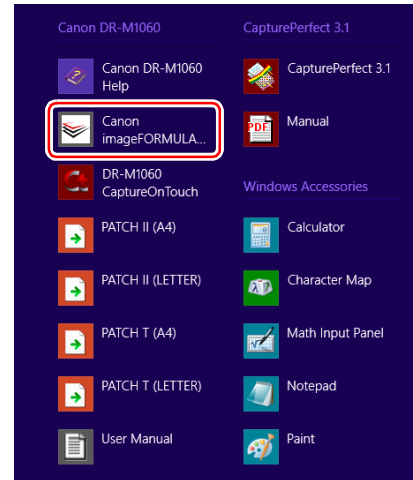 Canon DR-M1060
Canon DR-M1060
Help
Canon
imageFORMULA...
DR-M1060
CaptureOnTouch
PATCH II (A4)
PATCH II (LETTER)
PATCH T (A4)
PATCH T (LETTER)
User Manual
CapturePerfect 3.1
CapturePerfect 3.1
PDF
Manual
Windows Accessories
Calculator
Character Map
Math Input Panel
Notepad
Paint